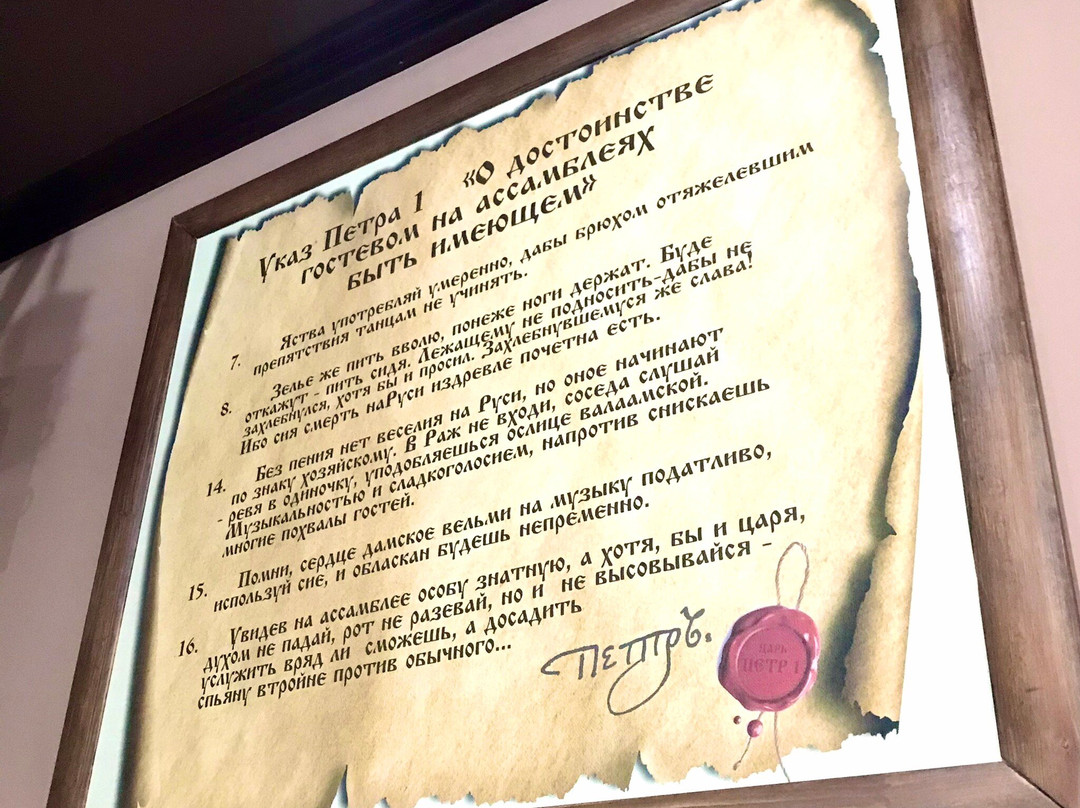 Указ Петра 1 «О достоинстве
гостевом на ассамблеях
быть имеющем»
7. Яства употребляй умеренно, дабы брюхом отяжелевшим
препятствия танцам не учинять.
8. Зелье же пить вволю, понеже ноги держат. Буде
откажут - пить сидя. Лежащему не подносить-дабы не
захлебнулся, хотя бы и просил. Захлебнувшемуся же слава!
Ибо сия смерть наРуси издревле почетна есть.
14. Без пения нет веселия на Руси, но оное начинают
по знаку хозяйскому. В Раж не входи, соседа слушай
- ревя в одиночку, уподобляешься ослице валаамской.
Музыкальностью и сладкоголосием, напротив снискаешь
многие похвалы гостей.
15. Помни, сердце дамское вельми на музыку податливо,
используй сие, и обласкан будешь непременно.
16. Увидев на ассамблее особу знатную, а хотя, бы и царя,
духом не падай, рот не разевай, но и не высовывайся -
услужить вряд ли сможешь, а досадить
спьяну втройне против обычного...
Петръ.
ЦАРЬ
ПЕТР I